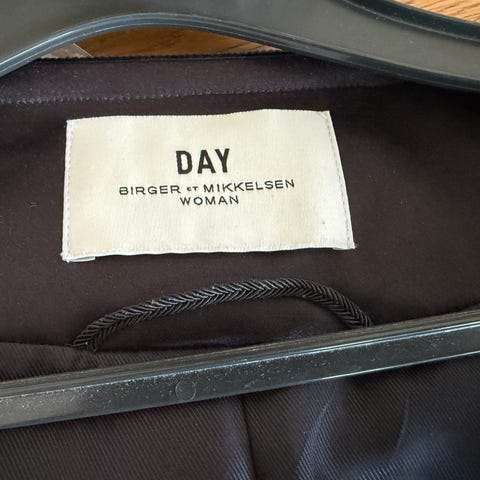 DAY
BIRGER ET MIKKELSEN
WOMAN